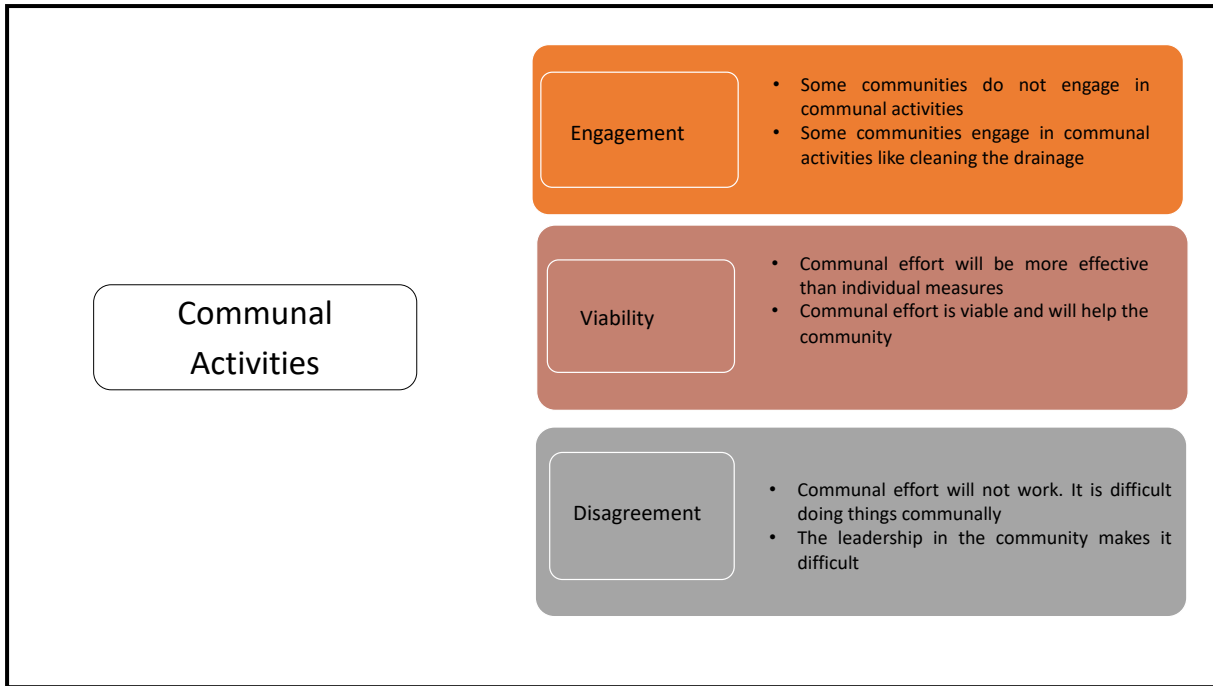 Communal
Activities
Engagement
• Some communities do not engage in
communal activities
• Some communities engage in communal
activities like cleaning the drainage
Viability
• Communal effort will be more effective
than individual measures
• Communal effort is viable and will help the
community
Disagreement
• Communal effort will not work. It is difficult
doing things communally
• The leadership in the community makes it
difficult